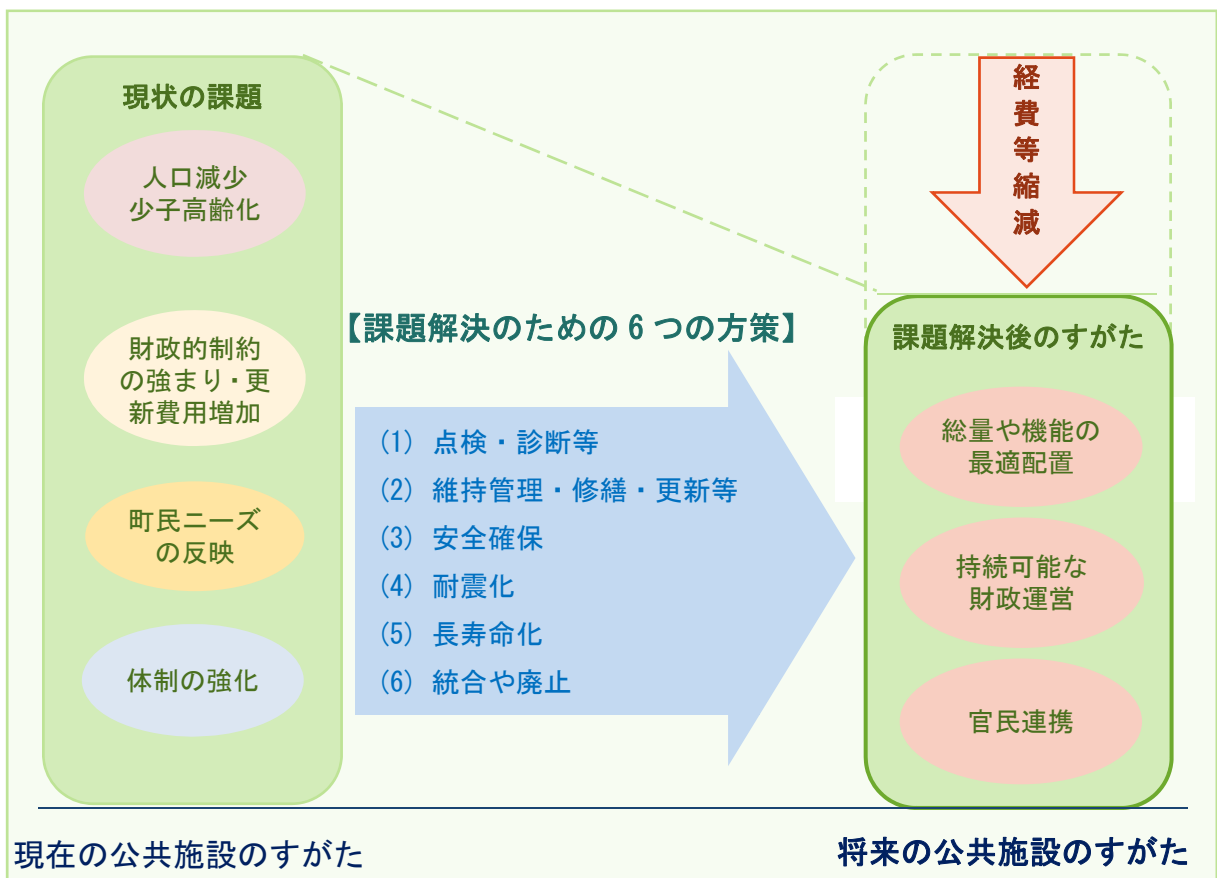 現状の課題
人口減少
少子高齢化
財政的制約
の強まり・更
新費用増加
町民ニーズ
の反映
体制の強化
【課題解決のための6つの方策】
(1) 点検・診断等
(2) 維持管理・修繕・更新等
(3) 安全確保
(4) 耐震化
(5) 長寿命化
(6) 統合や廃止
経費等縮減
課題解決後のすがた
総量や機能の
最適配置
持続可能な
財政運営
官民連携
現在の公共施設のすがた
将来の公共施設のすがた